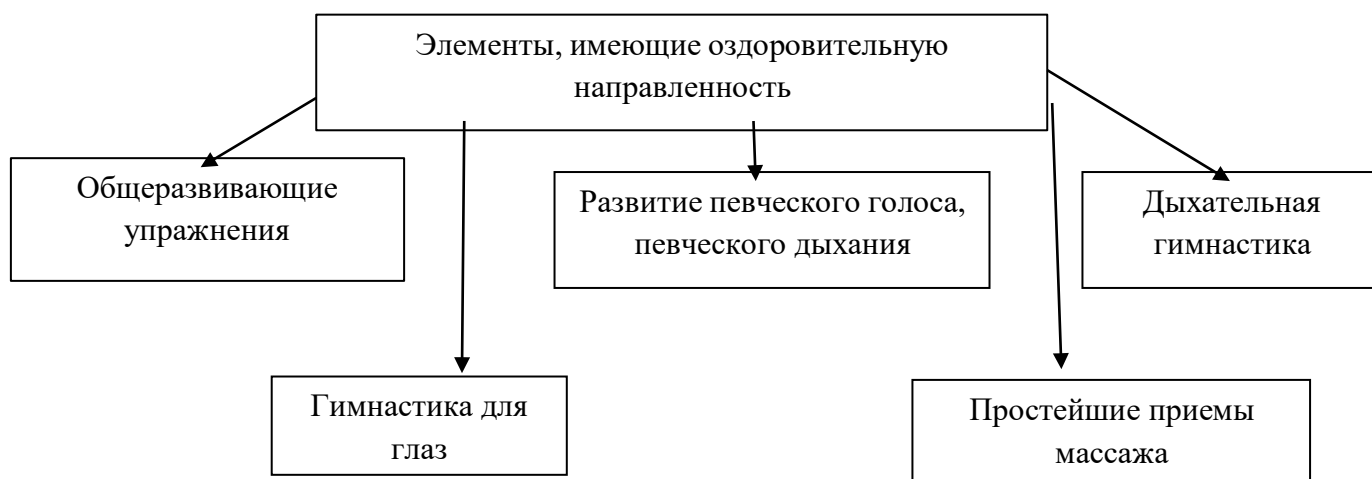 Элементы, имеющие оздоровительную
направленность
Общеразвивающие
упражнения
Развитие певческого голоса,
певческого дыхания
Дыхательная
гимнастика
Гимнастика для
глаз
Простейшие приемы
массажа